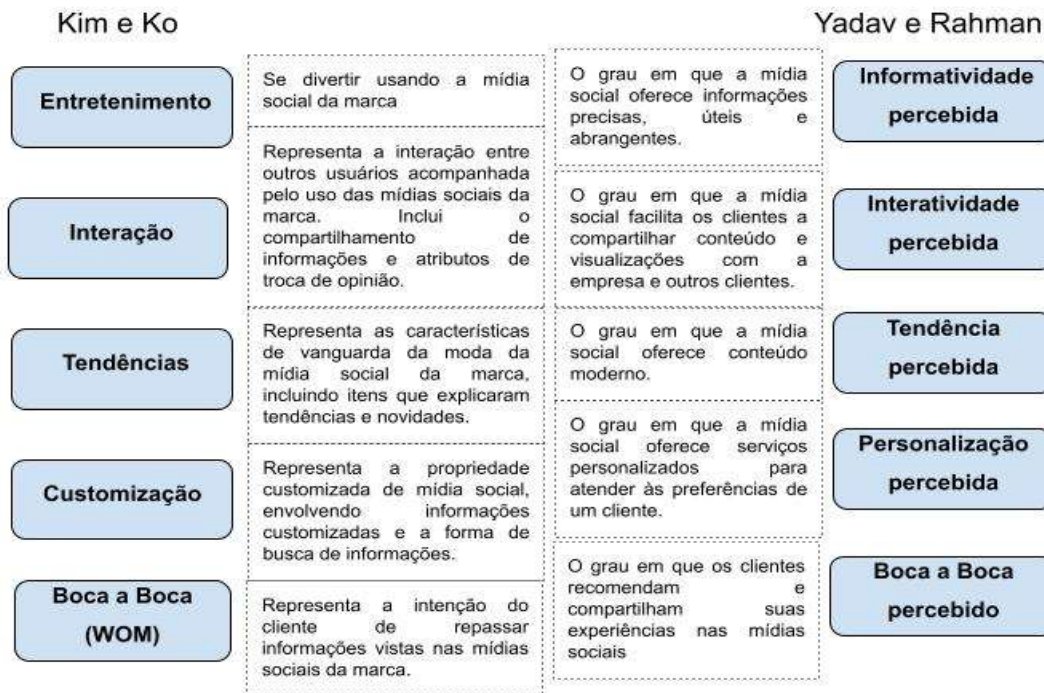 Kim e Ko
Yadav e Rahman
Entretenimento
Se divertir usando a mídia
social da marca
O grau em que a mídia
social oferece informações
precisas, úteis e
abrangentes.
Informatividade
percebida
Interação
Representa a interação entre
outros usuários acompanhada
pelo uso das mídias sociais da
marca. Inclui o
compartilhamento de
informações e atributos de
troca de opinião.
O grau em que a mídia
social facilita os clientes a
compartilhar conteúdo e
visualizações com a
empresa e outros clientes.
Interatividade
percebida
Tendências
Representa as características
de vanguarda da moda da
mídia social da marca,
incluindo itens que explicaram
tendências e novidades.
O grau em que a mídia
social oferece conteúdo
moderno.
Tendência
percebida
Customização
Representa a propriedade
customizada de mídia social,
envolvendo informações
customizadas e a forma de
busca de informações.
O grau em que a mídia
social oferece serviços
personalizados para
atender às preferências de
um cliente.
Personalização
percebida
Boca a Boca
(WOM)
Representa a intenção do
cliente de repassar
informações vistas nas mídias
sociais da marca.
O grau em que os clientes
recomendam e
compartilham suas
experiências nas mídias
sociais
Boca a Boca
percebido